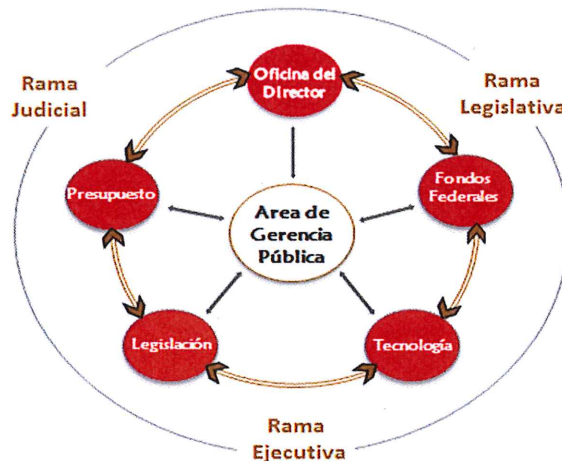 Oficina del
Director
Rama
Judicial
Rama
Legislativa
Presupuesto
Fondos
Federales
Area de
Gerencia
Pública
Legislación
Tecnología
Rama
Ejecutiva